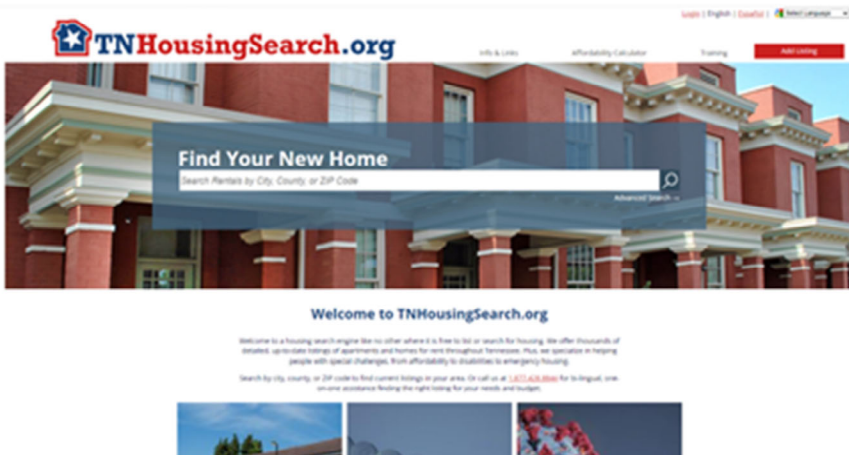 Login | English | Español | Select Language
TNHousingSearch.org
Info & Links Affordability Calculator Training Add Listing
Find Your New Home
Search Rentals by City, County, or ZIP Code
Advanced Search
Welcome to TNHousingSearch.org
Welcome to a housing search engine like no other where it is free to list or search for housing. We offer thousands of
detailed, up-to-date listings of apartments and homes for rent throughout Tennessee. Plus, we specialize in helping
people with special challenges, from affordability to disabilities to emergency housing.
Search by city, county, or ZIP code to find current listings in your area. Or call us at 1.877.428.8844 for bi-lingual, one-
on-one assistance finding the right listing for your needs and budget.